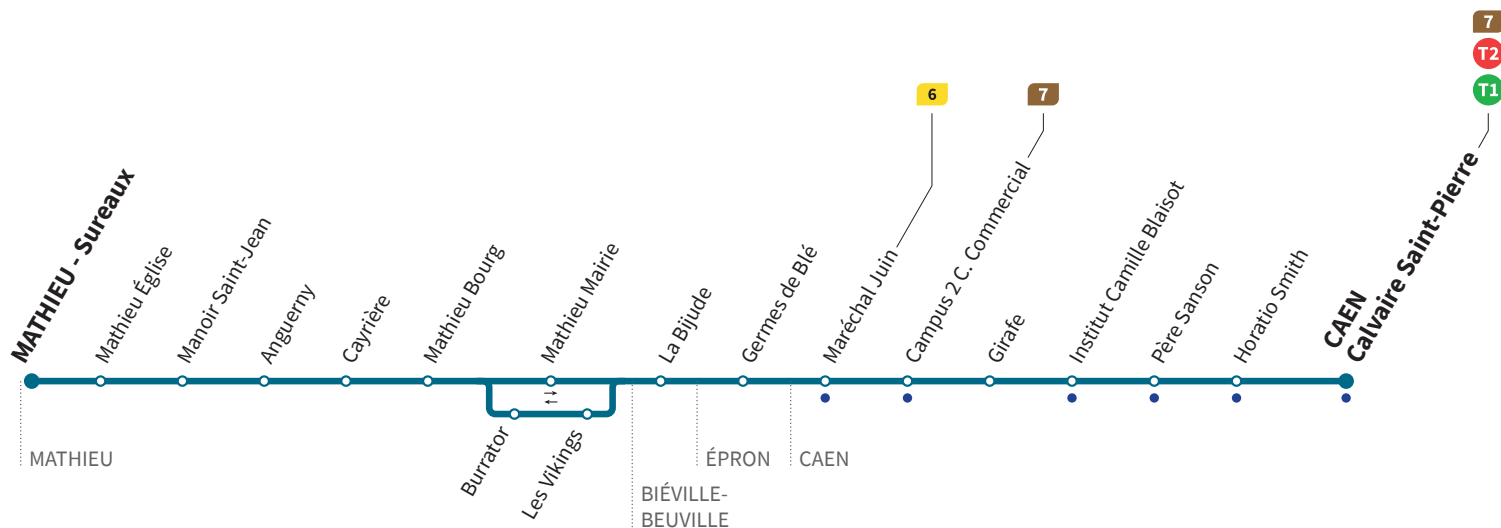 7
T2
T1
6
7
MATHIEU - Sureaux
Mathieu Église
Manoir Saint-Jean
Anguerny
Cayrière
Mathieu Bourg
Mathieu Mairie
La Bijude
Germes de Blé
Maréchal Juin
Campus 2 C. Commercial
Girafe
Institut Camille Blaisot
Père Sanson
Horatio Smith
CAEN
Calvaire Saint-Pierre
Burrator
Les Vikings
MATHIEU
BIÉVILLE-
BEUVILLE
ÉPRON
CAEN